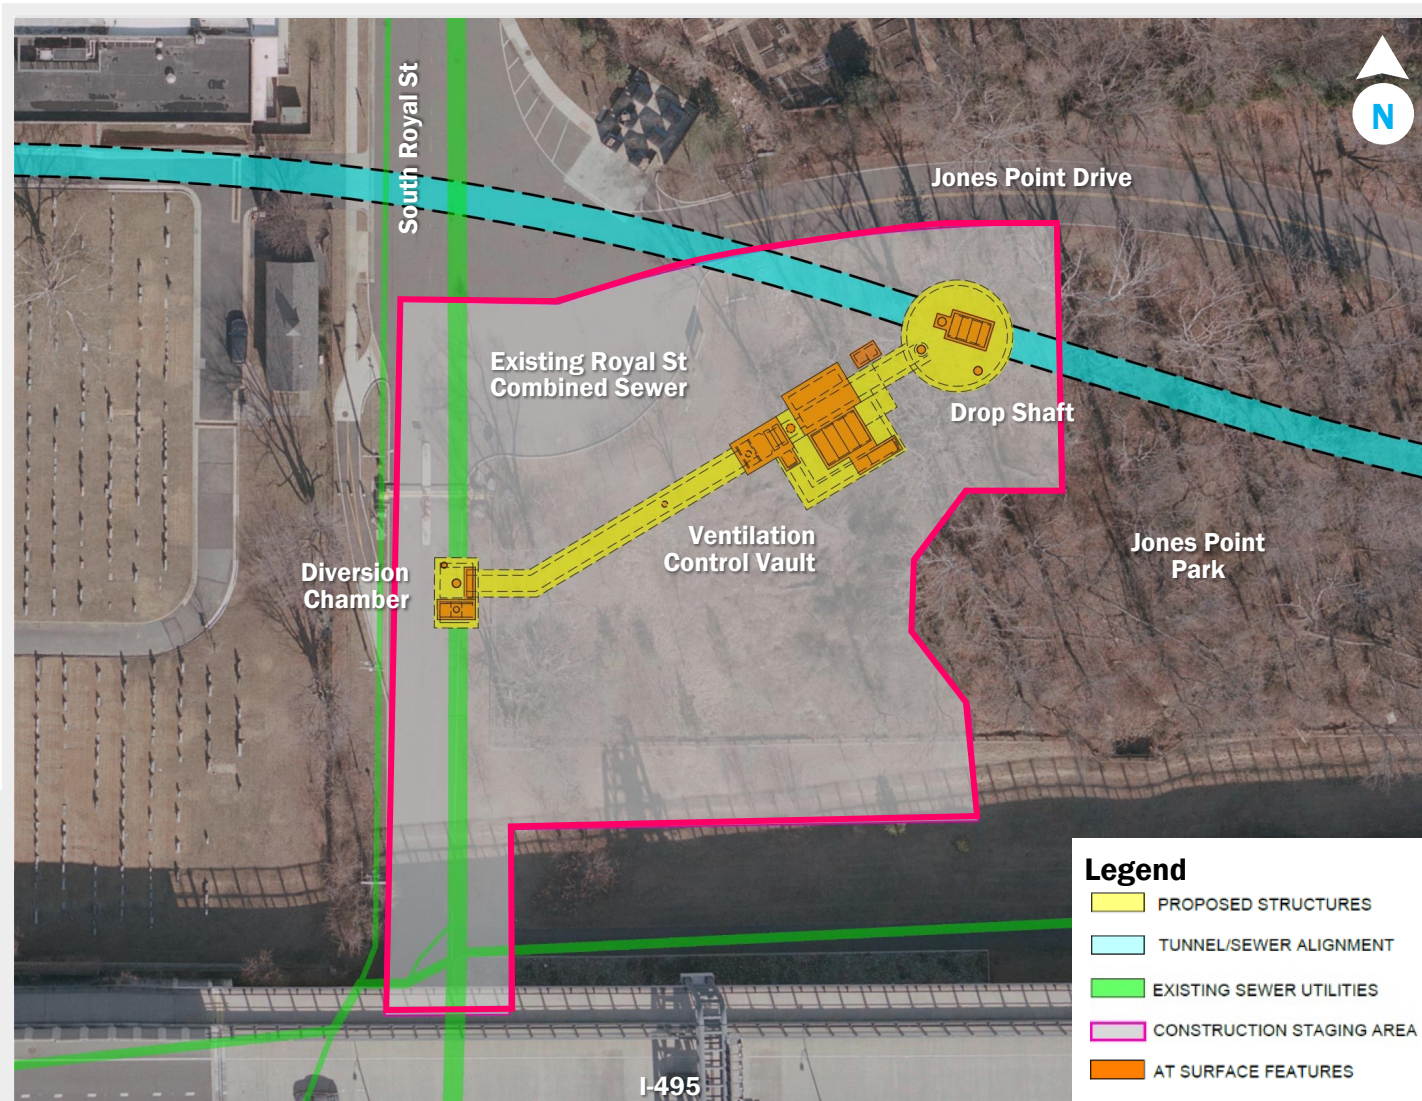 N
South Royal St
Jones Point Drive
Existing Royal St
Combined Sewer
Drop Shaft
Ventilation
Control Vault
Jones Point
Park
Diversion
Chamber
I-495
Legend
PROPOSED STRUCTURES
TUNNEL/SEWER ALIGNMENT
EXISTING SEWER UTILITIES
CONSTRUCTION STAGING AREA
AT SURFACE FEATURES